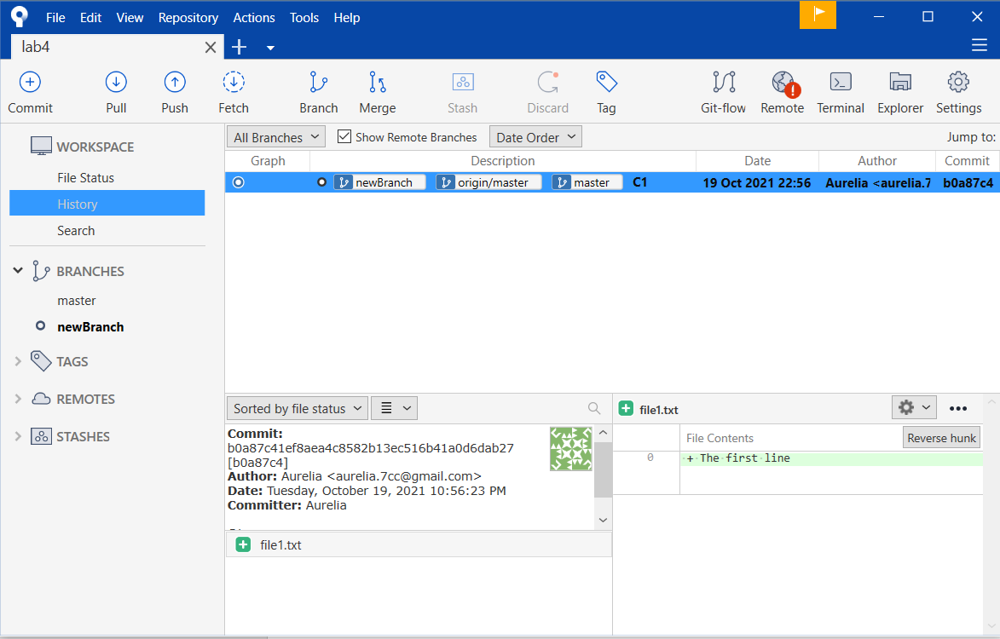 File Edit View Repository Actions Tools Help
lab4
Commit Pull Push Fetch Branch Merge Stash Discard Tag Git-flow Remote Terminal Explorer Settings
WORKSPACE
File Status
History
Search
BRANCHES
master
newBranch
TAGS
REMOTES
STASHES
All Branches Show Remote Branches Date Order Jump to:
Graph Description Date Author Commit
newBranch origin/master master C1 19 Oct 2021 22:56 Aurelia <aurelia.7 b0a87c4
Sorted by file status
Commit:
b0a87c41ef8aea4c8582b13ec516b41a0d6dab27
[b0a87c4]
Author: Aurelia <aurelia.7cc@gmail.com>
Date: Tuesday, October 19, 2021 10:56:23 PM
Committer: Aurelia
file1.txt
file1.txt
File Contents Reverse hunk
0 + The first line